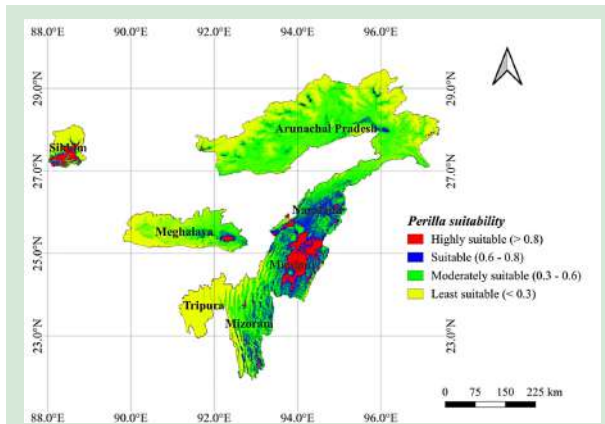 88.0°E 90.0°E 92.0°E 94.0°E 96.0°E
29.0°N 29.0°N
Arunachal Pradesh
Sikkim
27.0°N 27.0°N
Nagaland
Meghalaya
Perilla suitability
Highly suitable (> 0.8)
25.0°N
Suitable (0.6 - 0.8)
Moderately suitable (0.3 - 0.6)
Least suitable (< 0.3)
Tripura
Mizoram
23.0°N 23.0°N
0 75 150 225 km
88.0°E 90.0°E 92.0°E 94.0°E 96.0°E